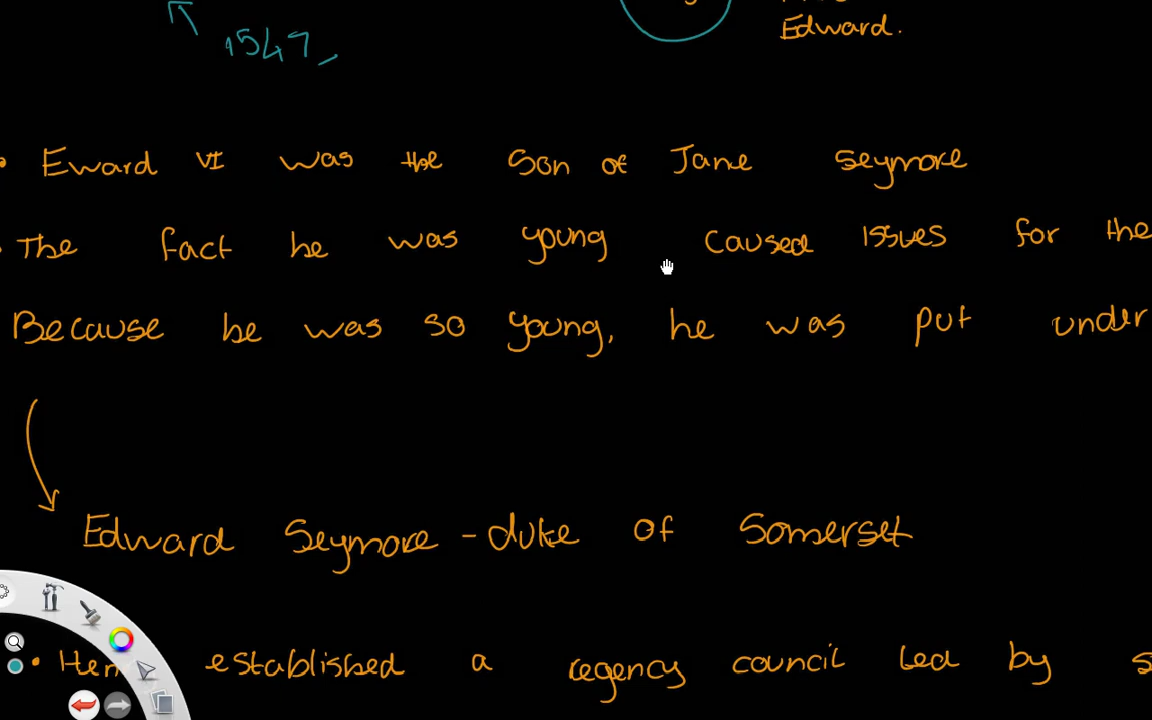 1547
Edward.
Eward VI was the Son of Jane Seymore
The fact he was young caused issues for the
Because he was so young, he was put under
Edward Seymore - duke of Somerset
established a regency council led by